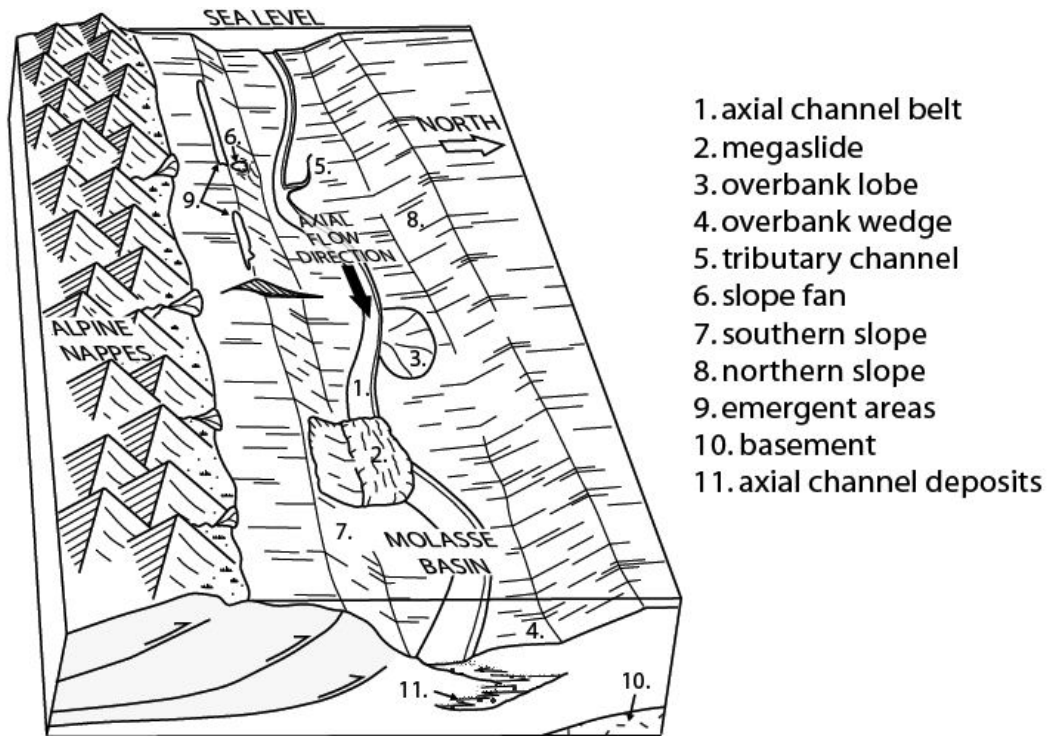 SEA LEVEL
NORTH
6.
5.
9.
8.
AXIAL
FLOW
DIRECTION
ALPINE
NAPPES
3.
1.
2.
7.
MOLASSE
BASIN
4.
11.
10.
1. axial channel belt
2. megaslide
3. overbank lobe
4. overbank wedge
5. tributary channel
6. slope fan
7. southern slope
8. northern slope
9. emergent areas
10. basement
11. axial channel deposits